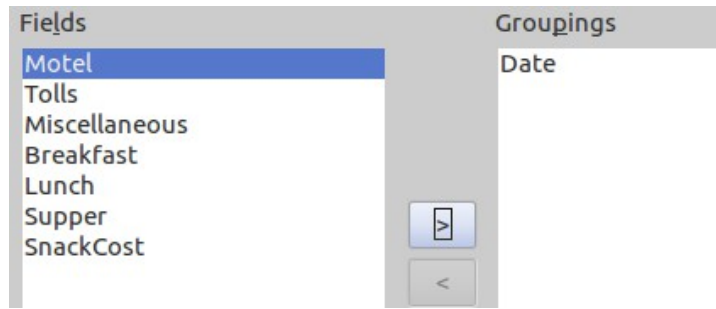 Fields
Motel
Tolls
Miscellaneous
Breakfast
Lunch
Supper
SnackCost
>
<
Groupings
Date